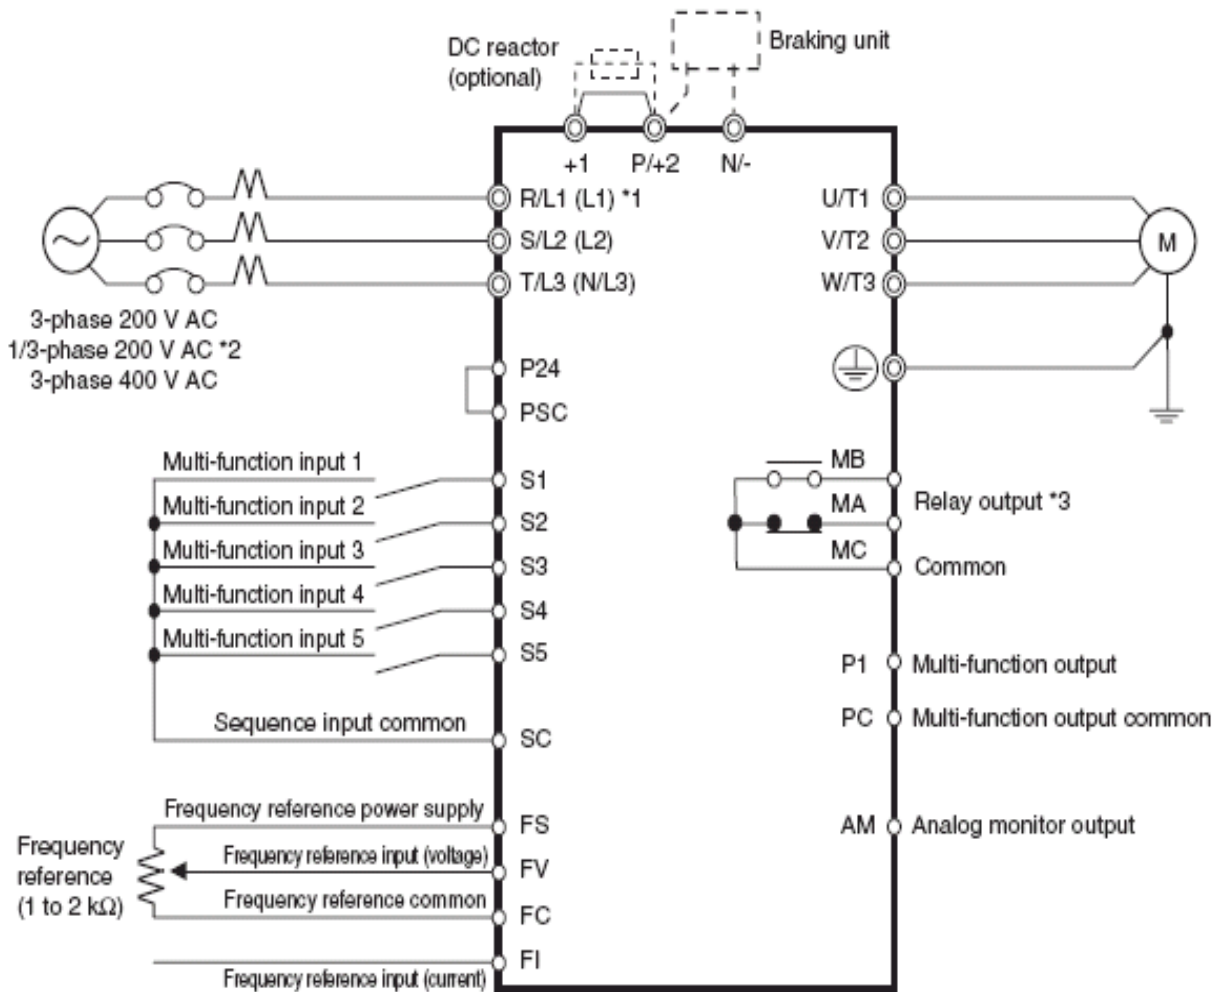 DC reactor
(optional)
Braking unit
+1
P/+2
N/-
R/L1 (L1) *1
S/L2 (L2)
T/L3 (N/L3)
U/T1
V/T2
W/T3
M
3-phase 200 V AC
1/3-phase 200 V AC *2
3-phase 400 V AC
P24
PSC
Multi-function input 1
S1
Multi-function input 2
S2
Multi-function input 3
S3
Multi-function input 4
S4
Multi-function input 5
S5
Sequence input common
SC
MB
MA
Relay output *3
MC
Common
P1
Multi-function output
PC
Multi-function output common
AM
Analog monitor output
Frequency
reference
(1 to 2 kΩ)
Frequency reference power supply
FS
Frequency reference input (voltage)
FV
Frequency reference common
FC
FI
Frequency reference input (current)